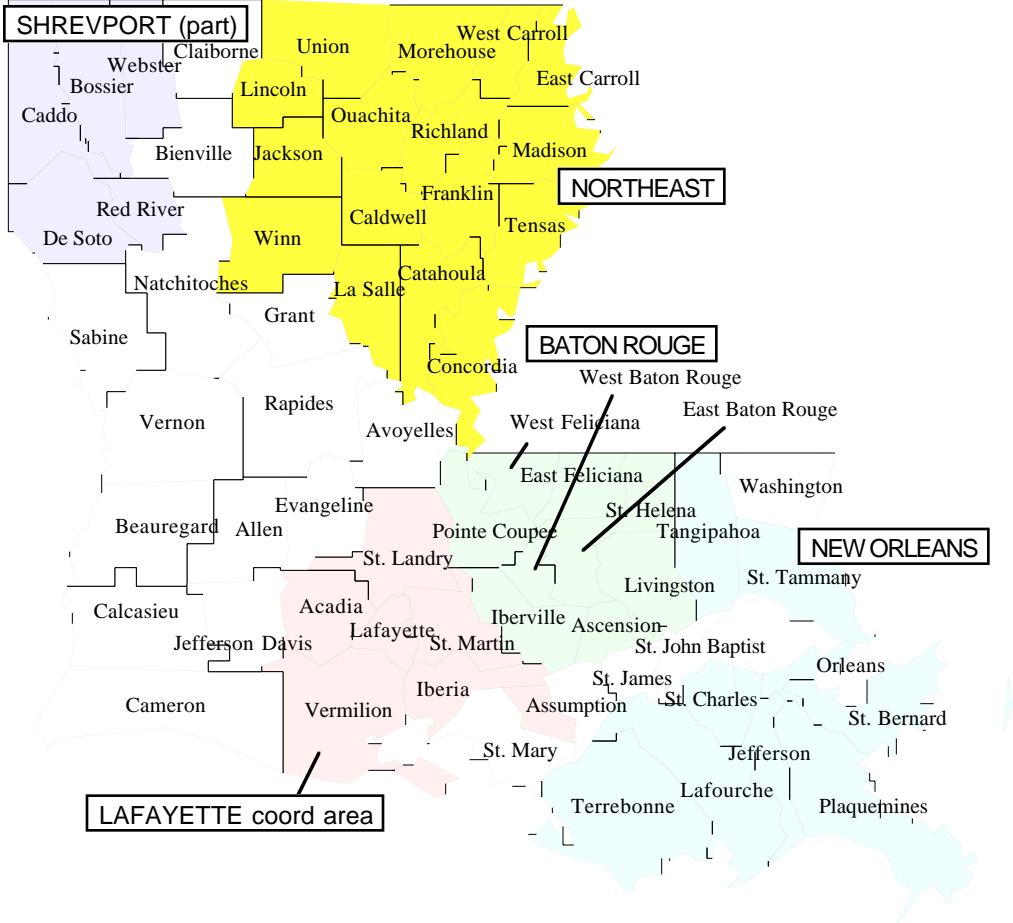 SHREVPORT (part)
Claiborne
Union
Morehouse
West Carroll
East Carroll
Webster
Bossier
Caddo
Lincoln
Ouachita
Richland
Madison
Bienville
Jackson
NORTHEAST
Red River
De Soto
Winn
Caldwell
Franklin
Tensas
Natchitoches
La Salle
Catahoula
Grant
Sabine
Concordia
BATON ROUGE
West Baton Rouge
East Baton Rouge
West Feliciana
Vernon
Rapides
Avoyelles
East Feliciana
Washington
Evangeline
St. Helena
Beauregard
Allen
Pointe Coupee
Tangipahoa
NEW ORLEANS
St. Landry
Livingston
St. Tammany
Calcasieu
Acadia
Iberville
Ascension
Jefferson Davis
Lafayette
St. Martin
St. John Baptist
Orleans
St. James
Cameron
Vermilion
Iberia
Assumption
St. Charles
St. Bernard
St. Mary
Jefferson
Lafourche
Terrebonne
Plaquemines
LAFAYETTE coord area